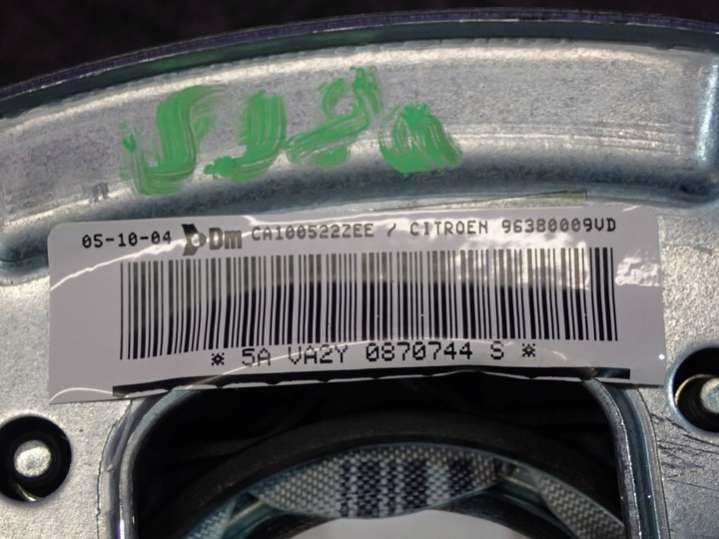 05-10-04 Dm CA100522ZEE / CITROEN 96380009VD
* 5A VA2Y 0870744 S *